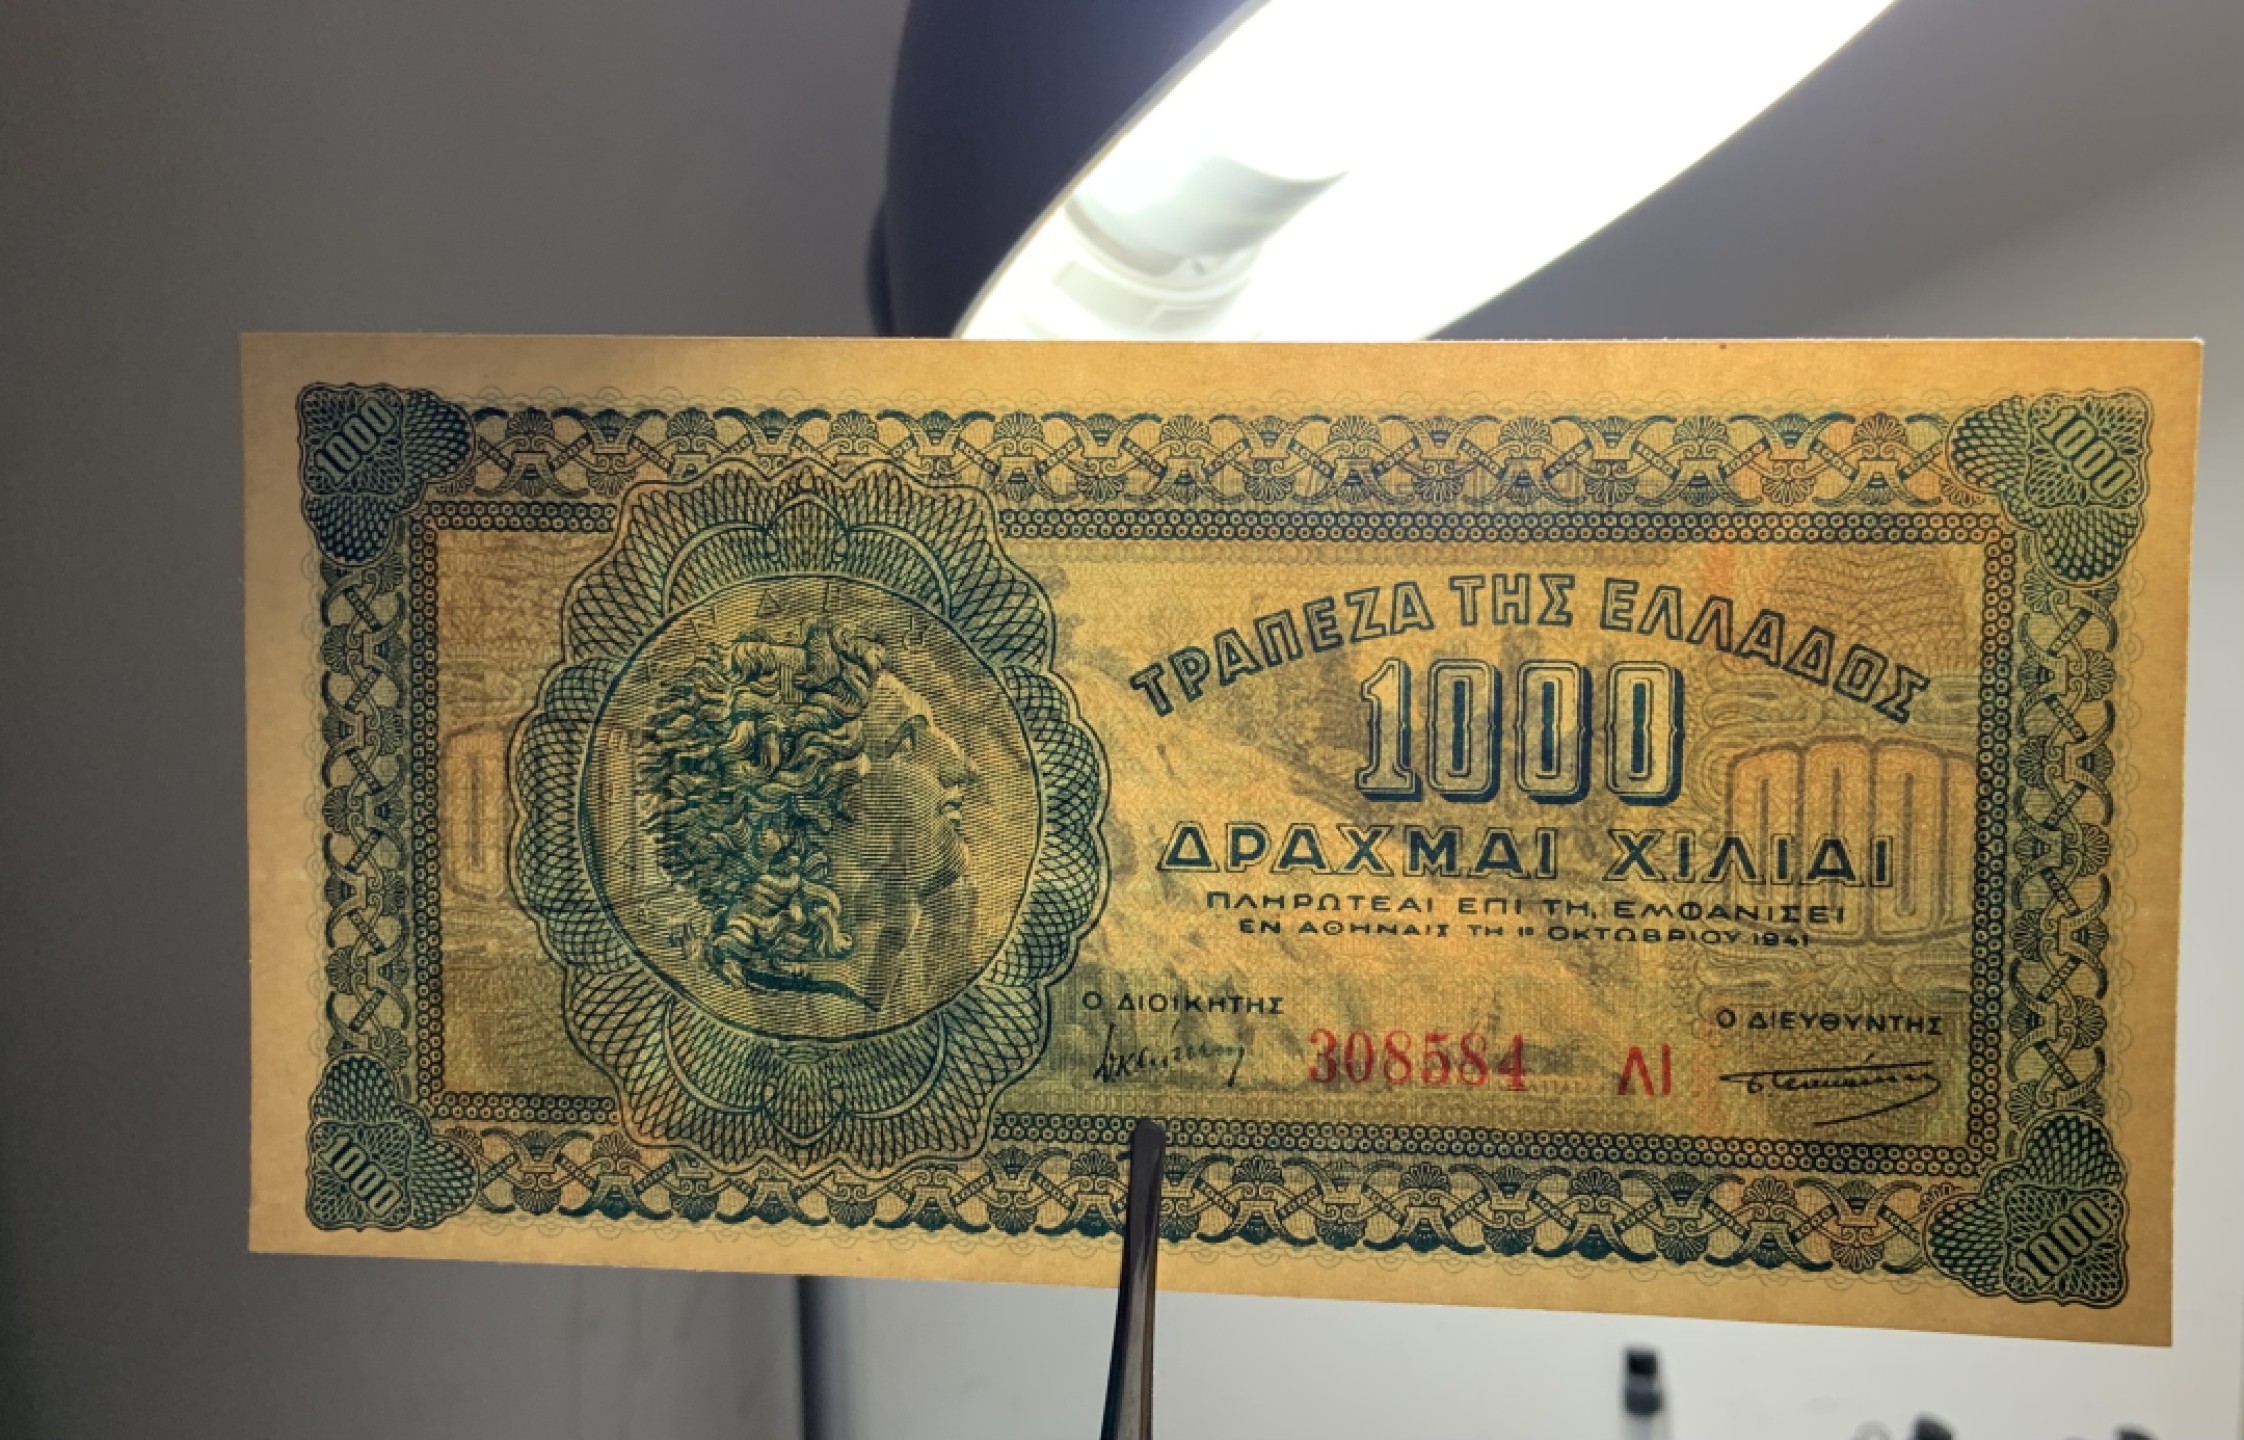 1000
1000
ΤΡΑΠΕΖΑ ΤΗΣ ΕΛΛΑΔΟΣ
1000
ΔΡΑΧΜΑΙ ΧΙΛΙΑΙ
ΠΛΗΡΩΤΕΑΙ ΕΠΙ ΤΗ, ΕΜΦΑΝΙΣΕΙ
ΕΝ ΑΘΗΝΑΙΣ ΤΗ 1Η ΟΚΤΩΒΡΙΟΥ 1941
Ο ΔΙΟΙΚΗΤΗΣ
Ο ΔΙΕΥΘΥΝΤΗΣ
308584 ΛΙ
1000
1000